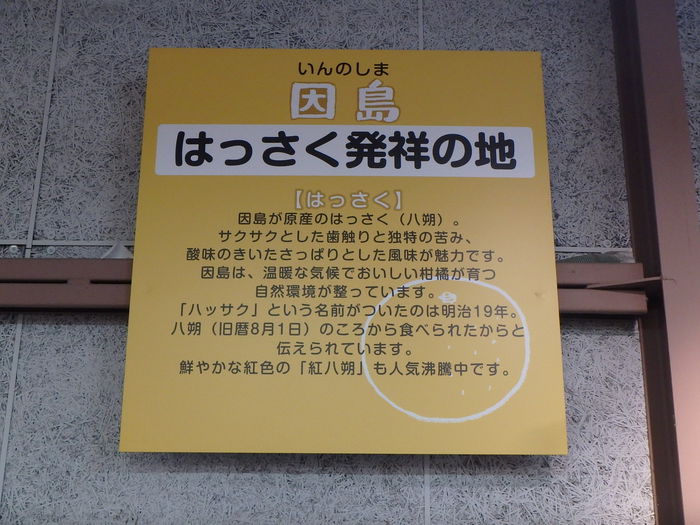 いんのしま
因島
はっさく発祥の地
【はっさく】
因島が原産のはっさく（八朔）。
サクサクとした歯触りと独特の苦み、
酸味のきいたさっぱりとした風味が魅力です。
因島は、温暖な気候でおいしい柑橘が育つ
自然環境が整っています。
「ハッサク」という名前がついたのは明治19年。
八朔（旧暦8月1日）のころから食べられたからと
伝えられています。
鮮やかな紅色の「紅八朔」も人気沸騰中です。